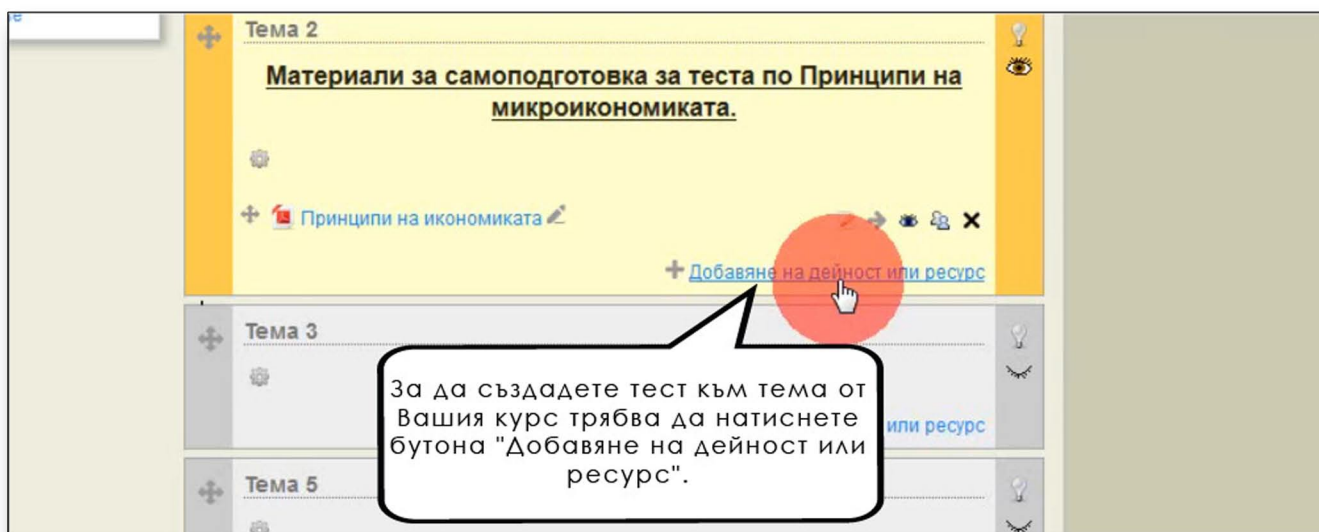 Тема 2
Материали за самоподготовка за теста по Принципи на
микроикономиката.
Принципи на икономиката
Добавяне на дейност или ресурс
Тема 3
За да създадете тест към тема от
Вашия курс трябва да натиснете
бутона "Добавяне на дейност или
ресурс".
или ресурс
Тема 5